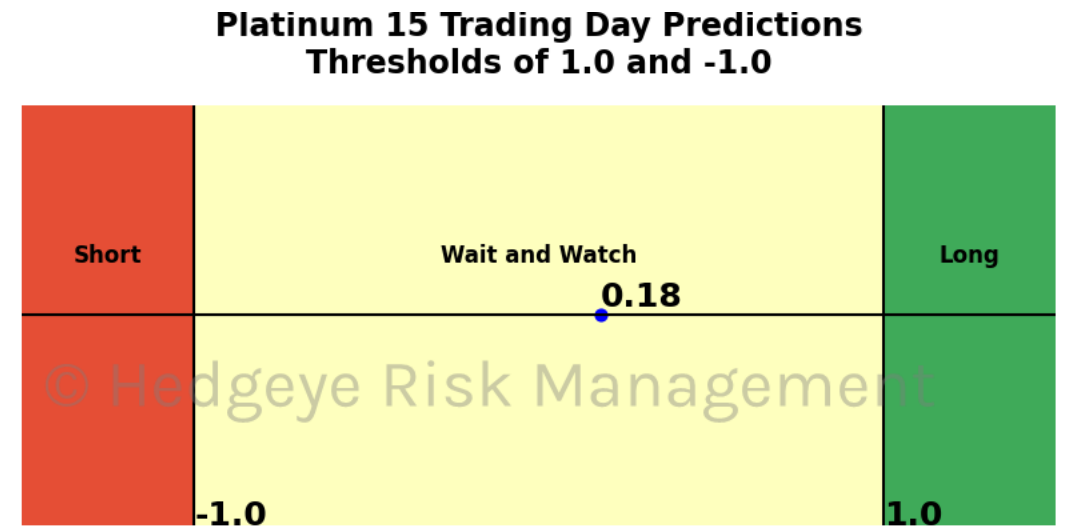 Platinum 15 Trading Day Predictions
Thresholds of 1.0 and -1.0
Short
Wait and Watch
Long
0.18
© Hedgeye Risk Management
-1.0
1.0